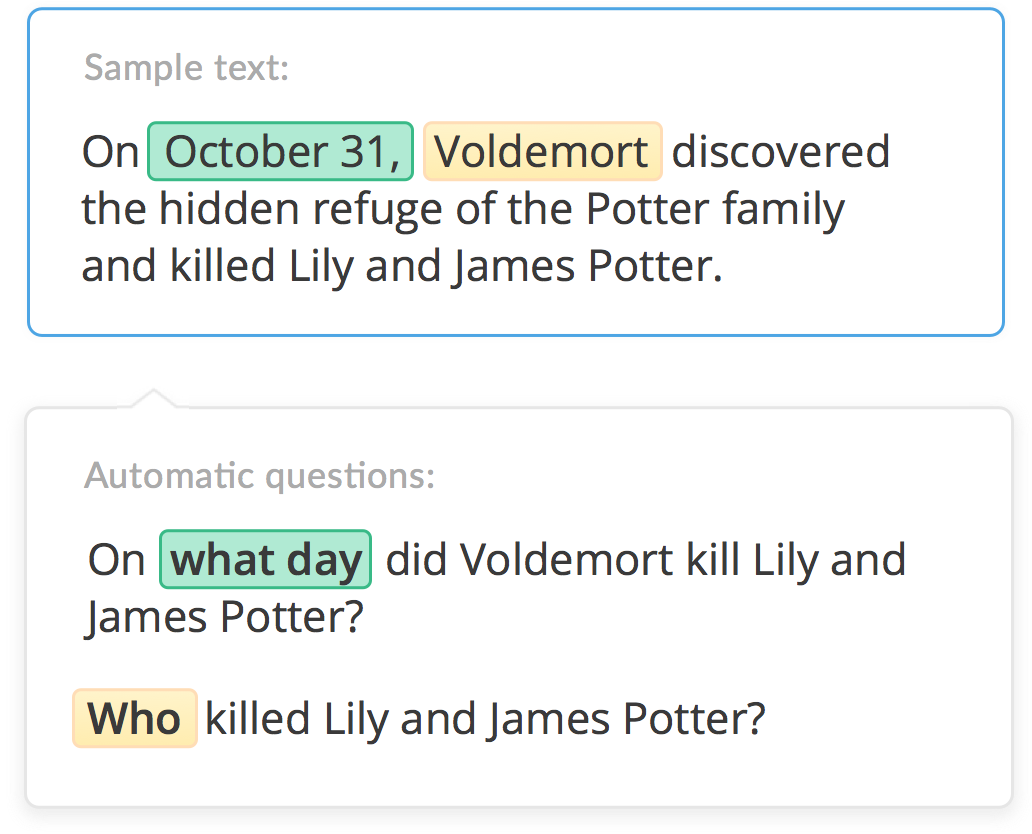 Sample text:
On October 31, Voldemort discovered
the hidden refuge of the Potter family
and killed Lily and James Potter.
Automatic questions:
On what day did Voldemort kill Lily and
James Potter?
Who killed Lily and James Potter?